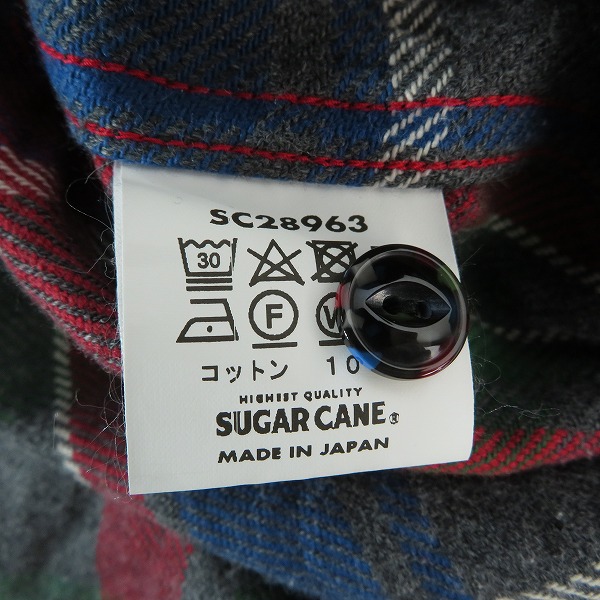 SC28963
30
F W
コットン 10
HIGHEST QUALITY
SUGAR CANE®
MADE IN JAPAN